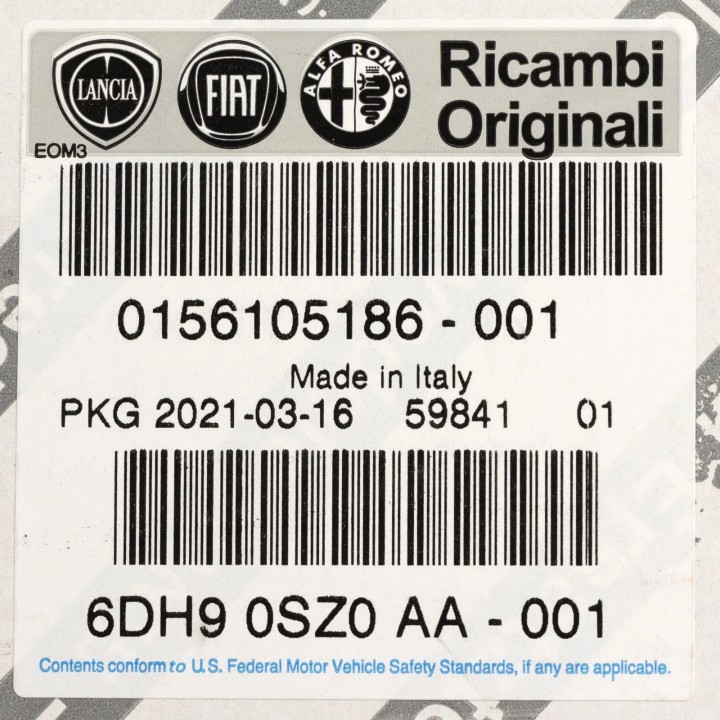 LANCIA
FIAT
ALFA ROMEO
Ricambi
Originali
EOM3
0156105186 - 001
Made in Italy
PKG 2021-03-16 59841 01
6DH9 0SZ0 AA - 001
Contents conform to U.S. Federal Motor Vehicle Safety Standards, if any are applicable.